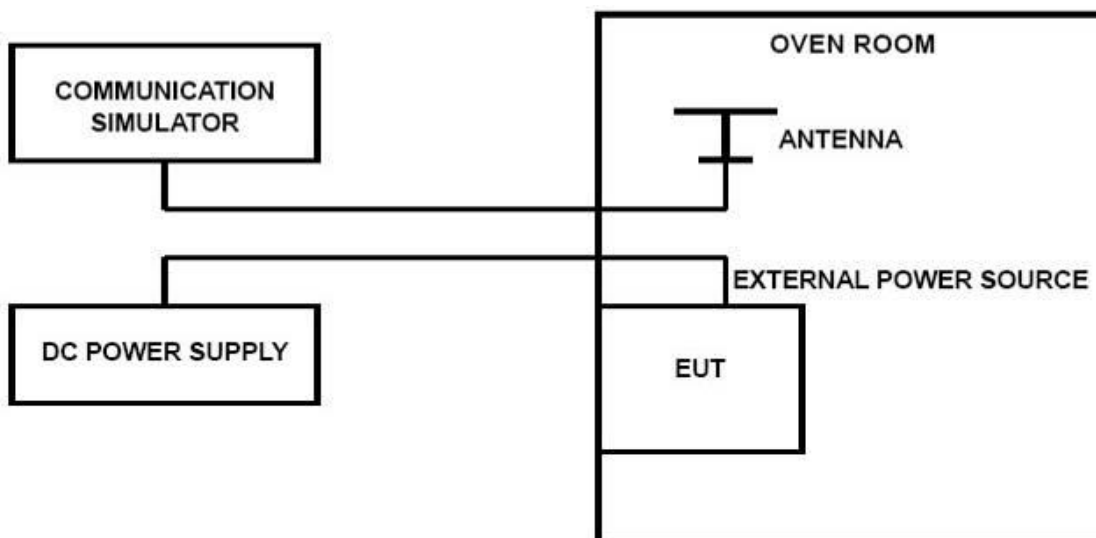 OVEN ROOM
COMMUNICATION
SIMULATOR
ANTENNA
EXTERNAL POWER SOURCE
DC POWER SUPPLY
EUT